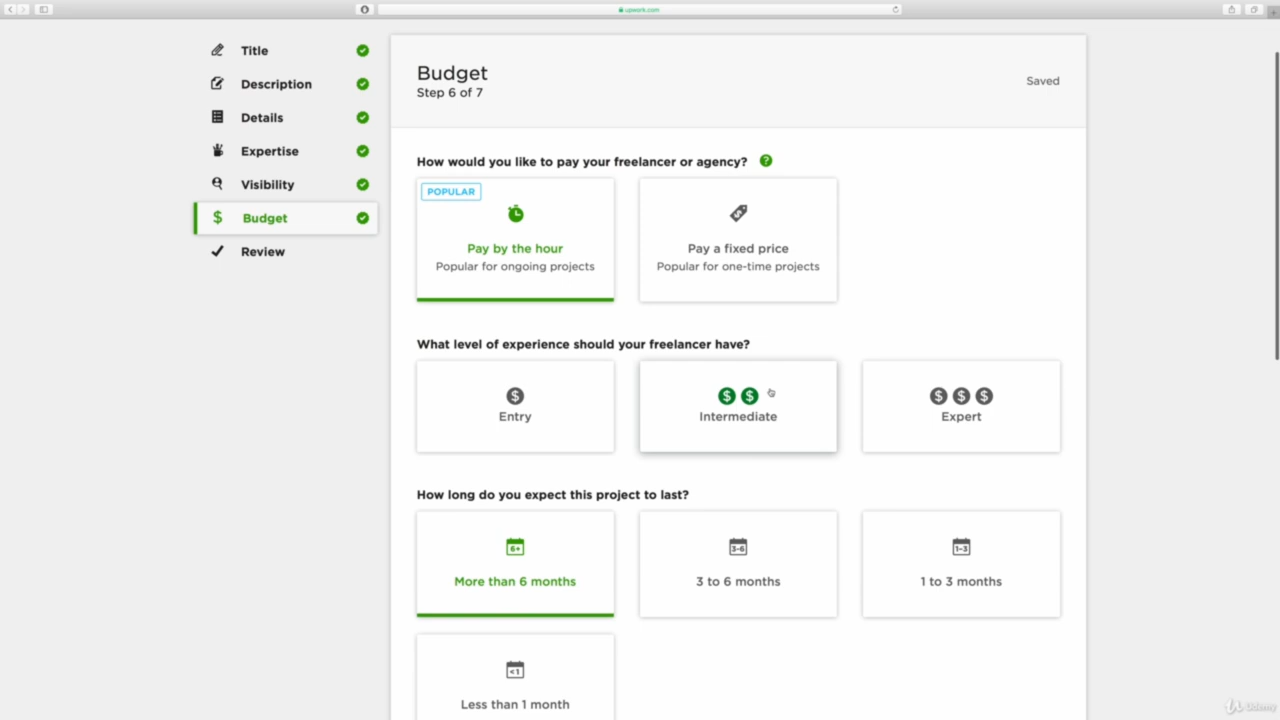 upwork.com
Title
Description
Details
Expertise
Visibility
$ Budget
Review
Budget
Step 6 of 7
Saved
How would you like to pay your freelancer or agency? ?
POPULAR
Pay by the hour
Popular for ongoing projects
Pay a fixed price
Popular for one-time projects
What level of experience should your freelancer have?
$
Entry
$ $
Intermediate
$ $ $
Expert
How long do you expect this project to last?
6+
More than 6 months
3-6
3 to 6 months
1-3
1 to 3 months
<1
Less than 1 month
Udemy